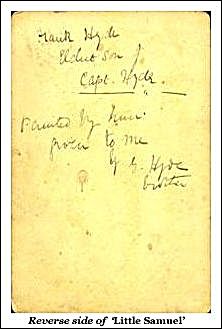 Frank Hyde
Eldest son of
Capt. Hyde.
Painted by him.
given to me
by G. Hyde
Reverse side of 'Little Samuel'